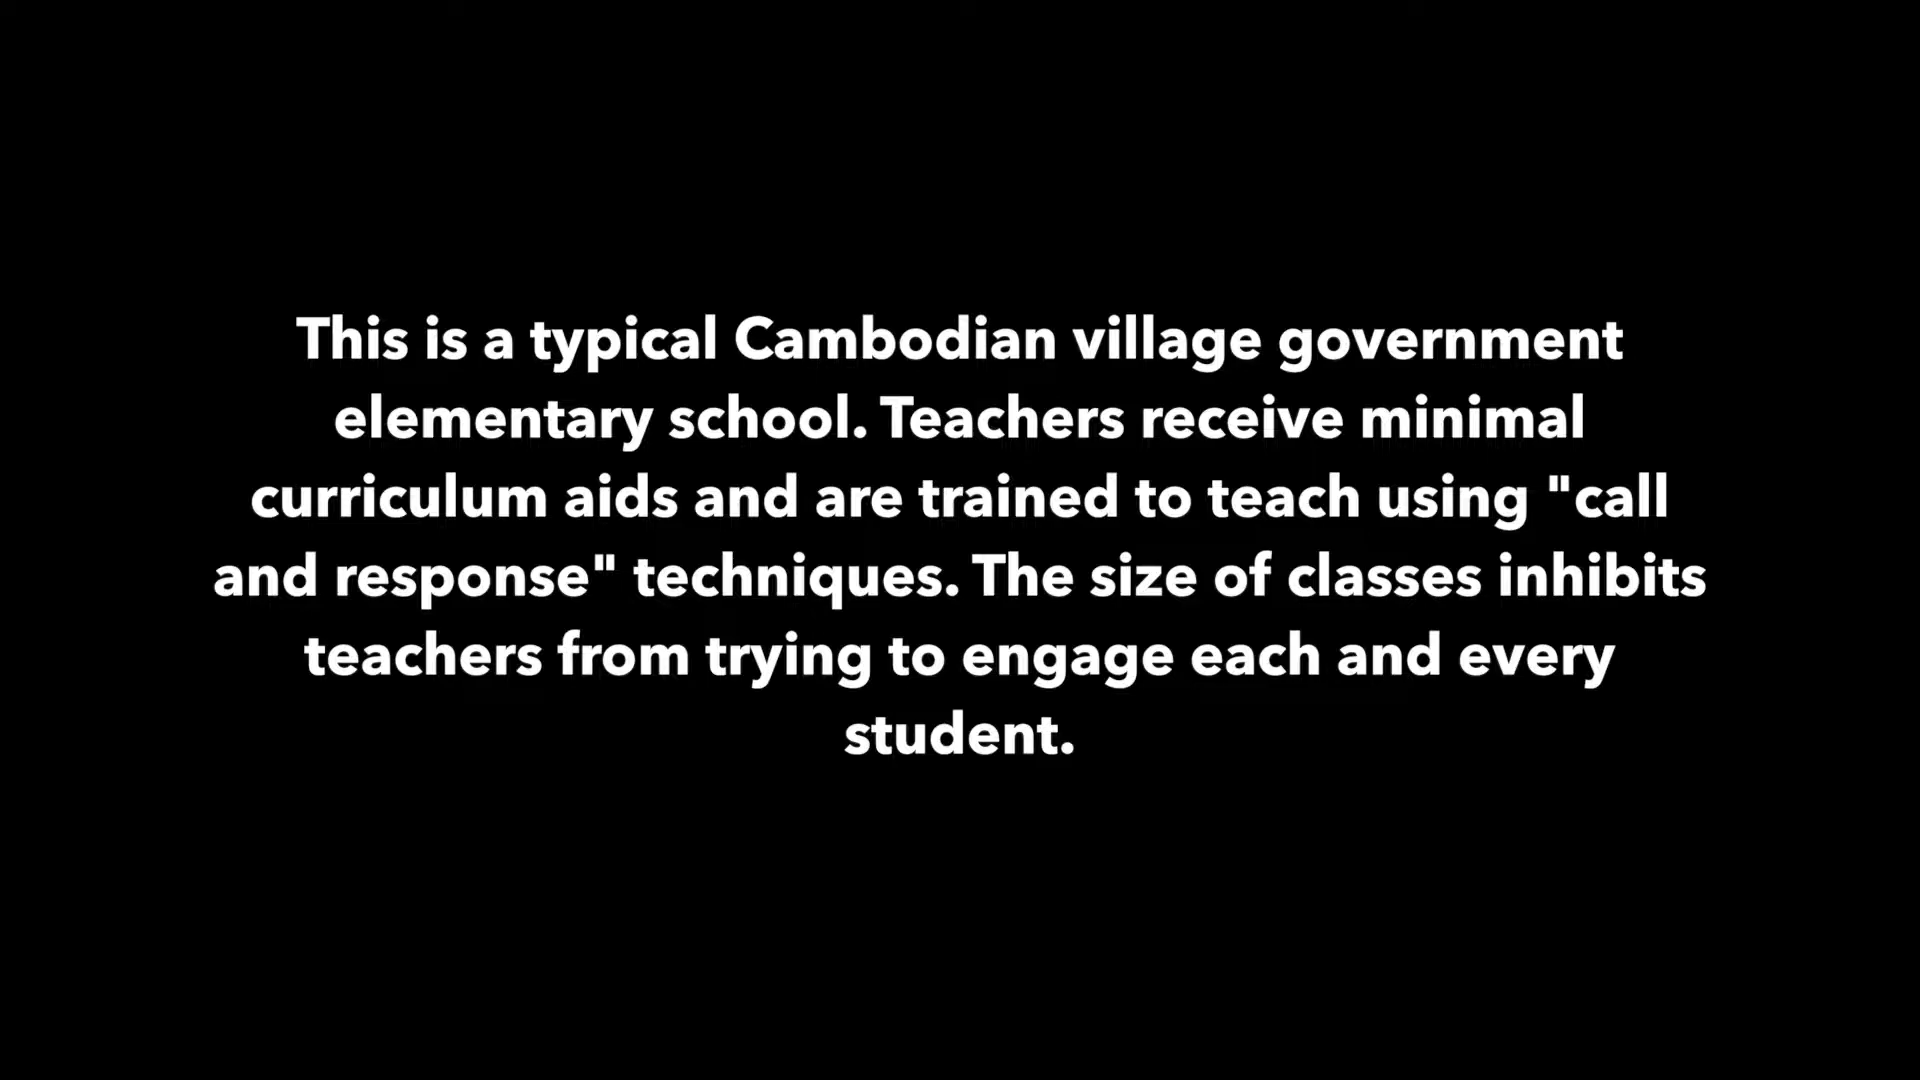 This is a typical Cambodian village government
elementary school. Teachers receive minimal
curriculum aids and are trained to teach using "call
and response" techniques. The size of classes inhibits
teachers from trying to engage each and every
student.